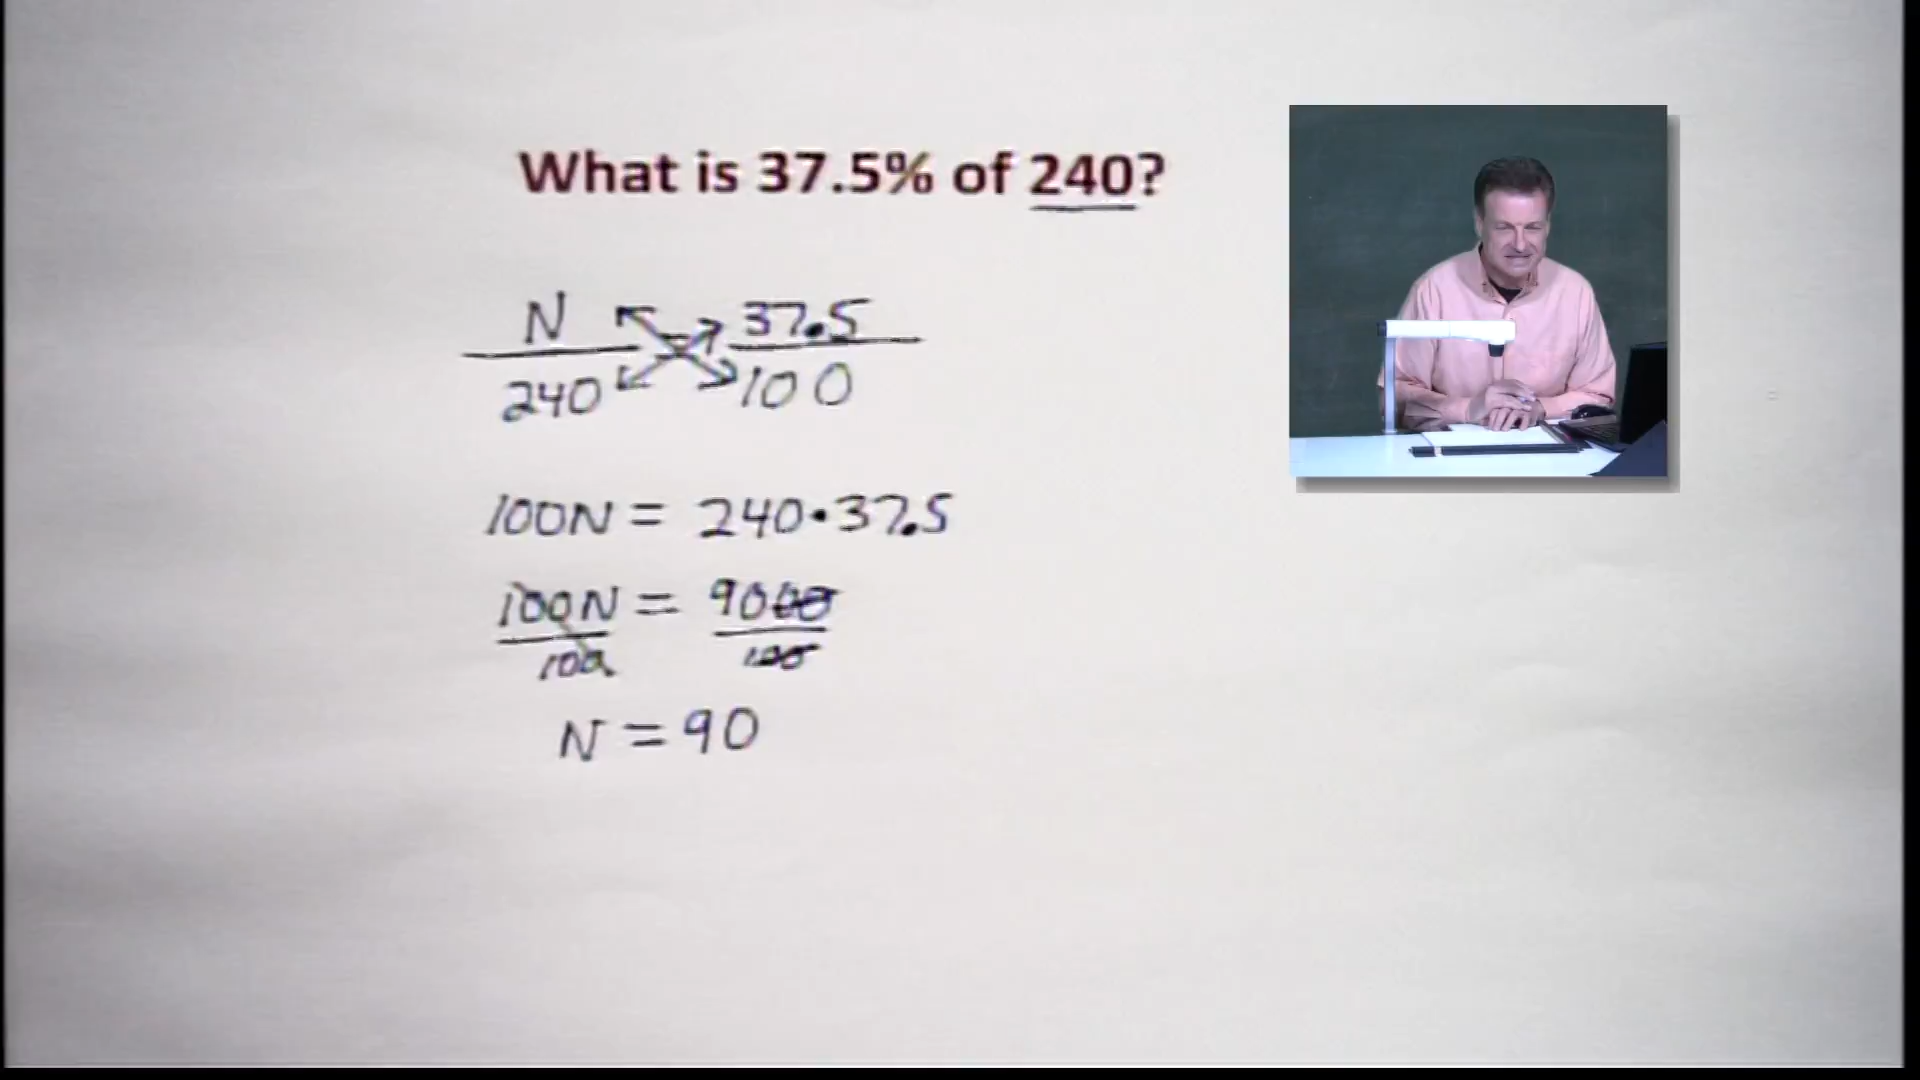 What is 37.5% of 240?
N = 37.5
240 100
100N = 240•37.5
100N = 9000
100 100
N = 90